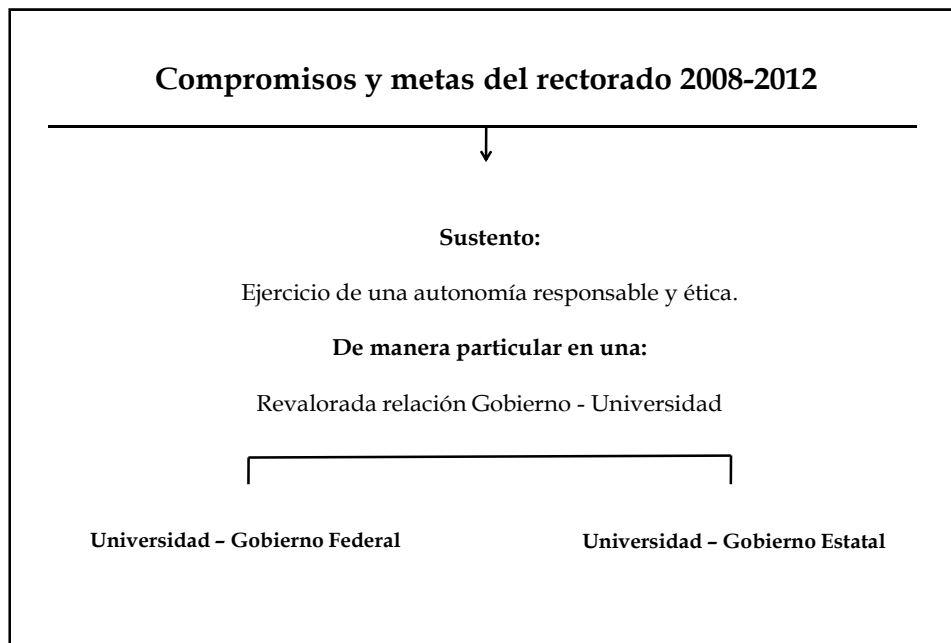 Compromisos y metas del rectorado 2008-2012
Sustento:
Ejercicio de una autonomía responsable y ética.
De manera particular en una:
Revalorada relación Gobierno - Universidad
Universidad – Gobierno Federal
Universidad – Gobierno Estatal